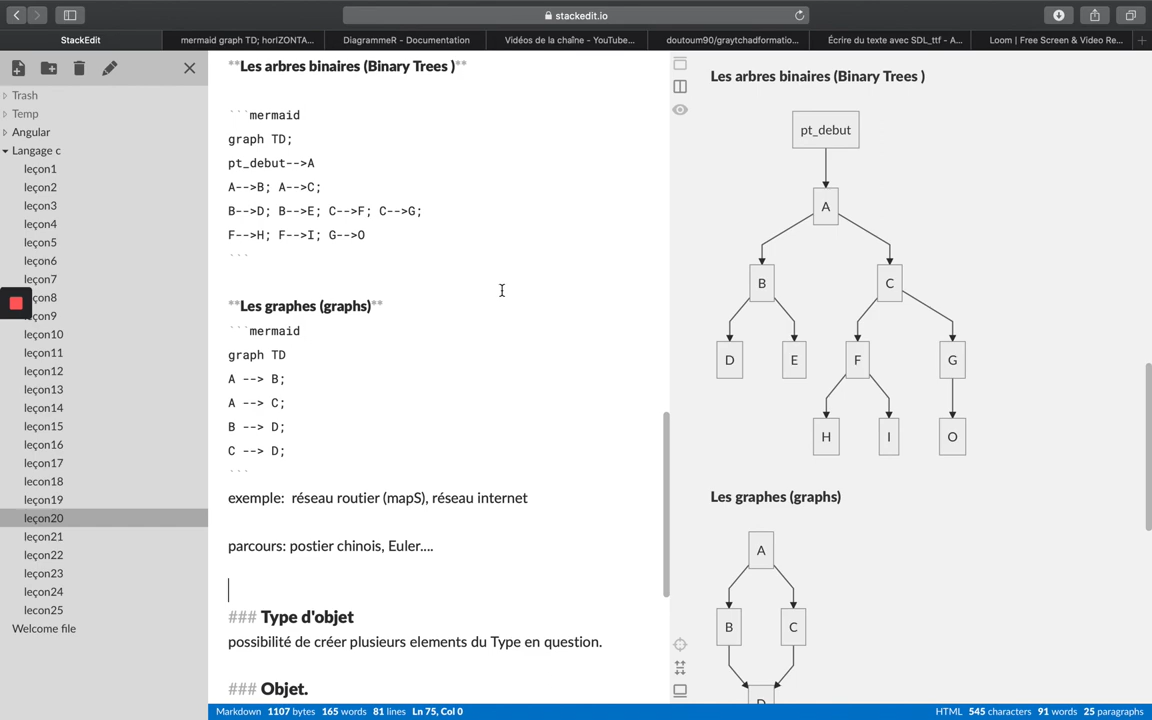 stackedit.io
StackEdit
mermaid graph TD; horIZONTA...
DiagrammeR - Documentation
Vidéos de la chaîne - YouTube...
doutoum90/graytchadformatio...
Écrire du texte avec SDL_ttf - A...
Loom | Free Screen & Video Re...
Trash
Temp
Angular
Langage c
leçon1
leçon2
leçon3
leçon4
leçon5
leçon6
leçon7
çon8
çon9
leçon10
leçon11
leçon12
leçon13
leçon14
leçon15
leçon16
leçon17
lecon18
leçon19
leçon20
leçon21
leçon22
leçon23
lecon24
lecon25
Welcome file
**Les arbres binaires (Binary Trees )**
```mermaid
graph TD;
pt_debut-->A
A-->B; A-->C;
B-->D; B-->E; C-->F; C-->G;
F-->H; F-->I; G-->O
```
**Les graphes (graphs)**
```mermaid
graph TD
A --> B;
A --> C;
B --> D;
C --> D;
```
exemple: réseau routier (mapS), réseau internet
parcours: postier chinois, Euler....
### Type d'objet
possibilité de créer plusieurs elements du Type en question.
### Objet.
Les arbres binaires (Binary Trees )
pt_debut
A
B C
D E F G
H I O
Les graphes (graphs)
A
B C
D
Markdown 1107 bytes 165 words 81 lines Ln 75, Col 0
HTML 545 characters 91 words 25 paragraphs